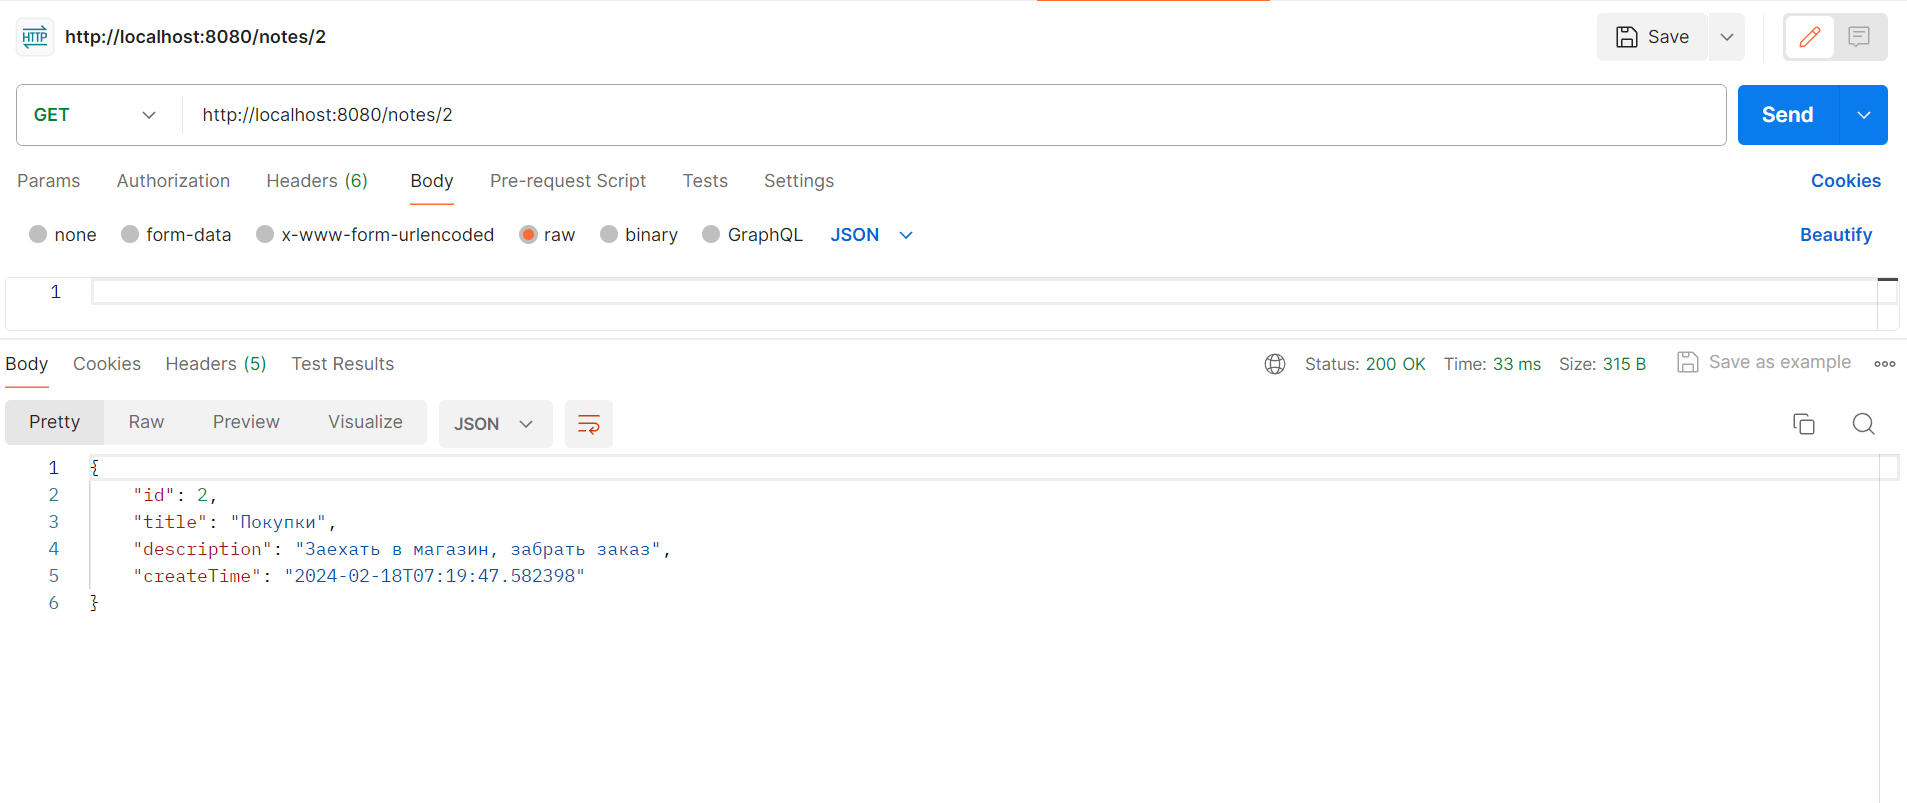 HTTP http://localhost:8080/notes/2 Save
GET http://localhost:8080/notes/2 Send
Params Authorization Headers (6) Body Pre-request Script Tests Settings Cookies
none form-data x-www-form-urlencoded raw binary GraphQL JSON Beautify
1
Body Cookies Headers (5) Test Results Status: 200 OK Time: 33 ms Size: 315 B Save as example
Pretty Raw Preview Visualize JSON
1 {
2 "id": 2,
3 "title": "Покупки",
4 "description": "Заехать в магазин, забрать заказ",
5 "createTime": "2024-02-18T07:19:47.582398"
6 }